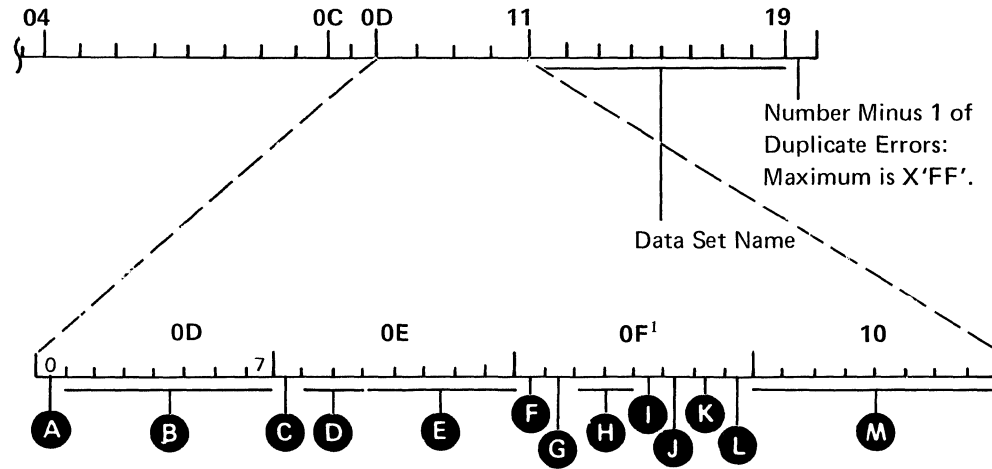 04 0C 0D 11 19
Number Minus 1 of
Duplicate Errors:
Maximum is X'FF'.
Data Set Name
0D 0E 0F¹ 10
0 7
A B C D E F G H I J K L M